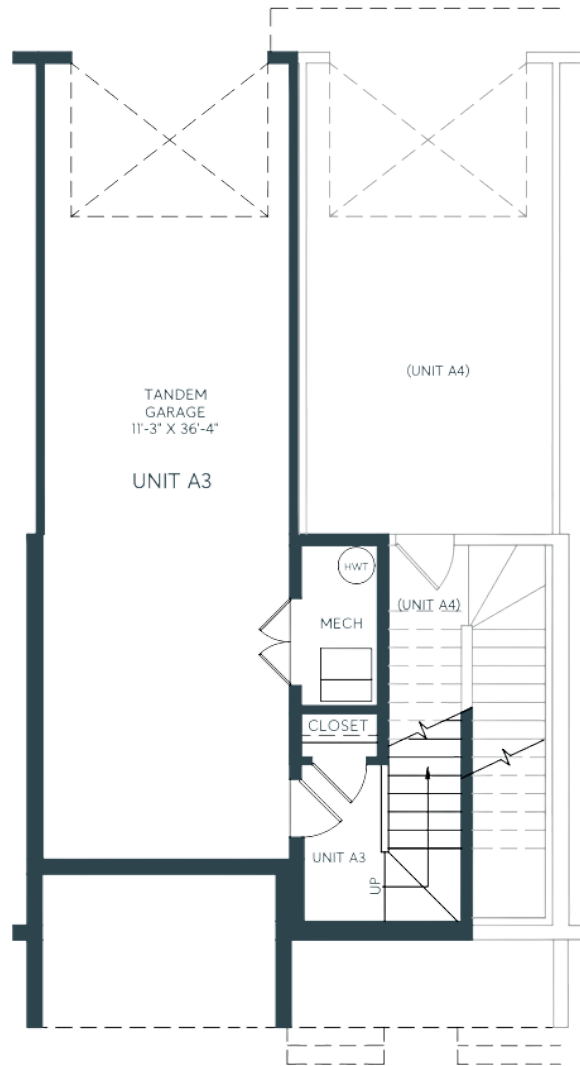 (UNIT A4)
TANDEM
GARAGE
11'-3" X 36'-4"
UNIT A3
HWT
(UNIT A4)
MECH
CLOSET
UNIT A3
UP